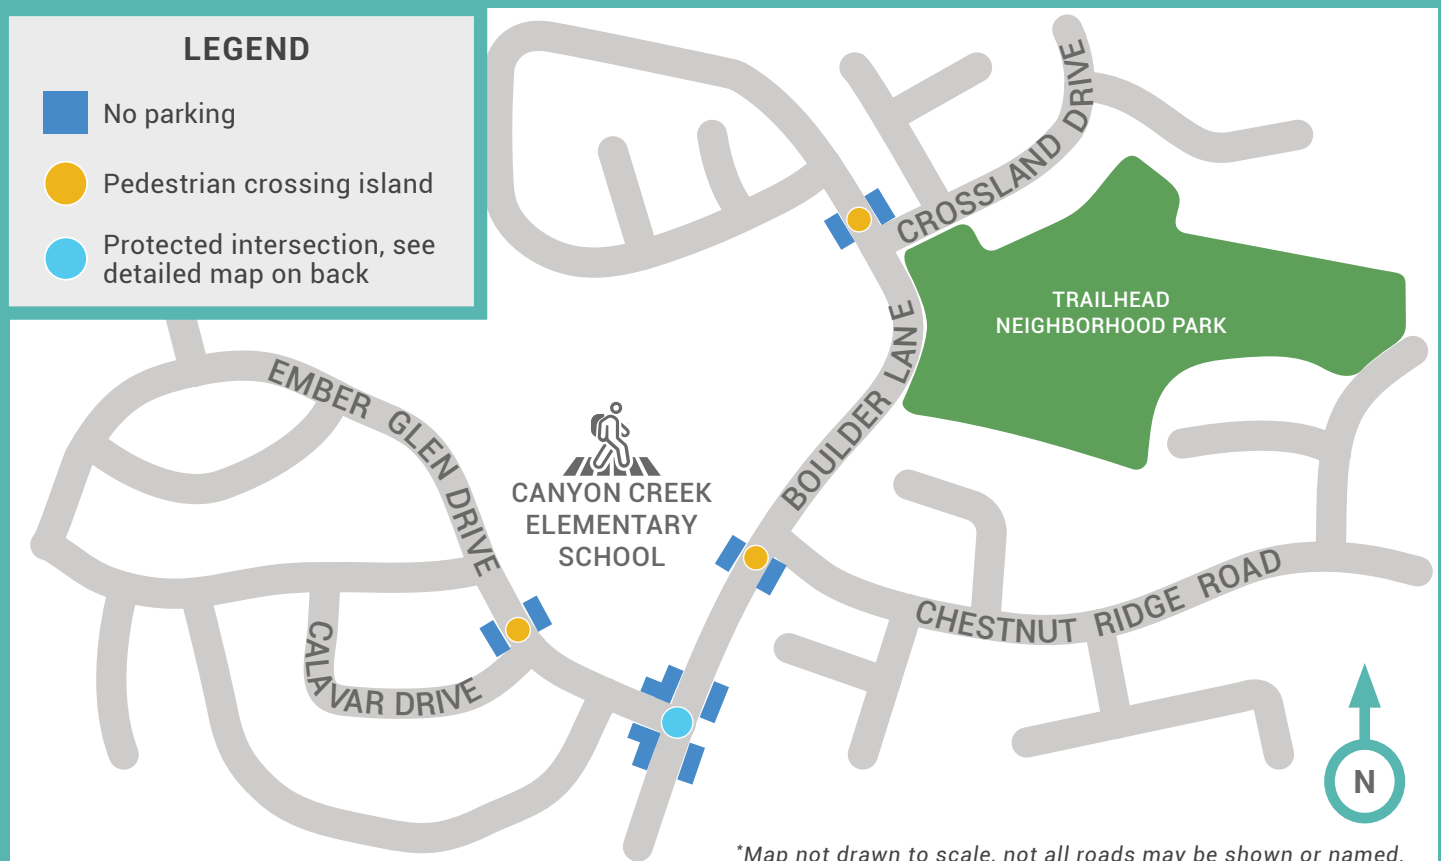 LEGEND
No parking
Pedestrian crossing island
Protected intersection, see
detailed map on back
CROSSLAND DRIVE
TRAILHEAD
NEIGHBORHOOD PARK
BOULDER LANE
EMBER GLEN DRIVE
CANYON CREEK
ELEMENTARY
SCHOOL
CHESTNUT RIDGE ROAD
CALAVAR DRIVE
N
*Map not drawn to scale, not all roads may be shown or named.